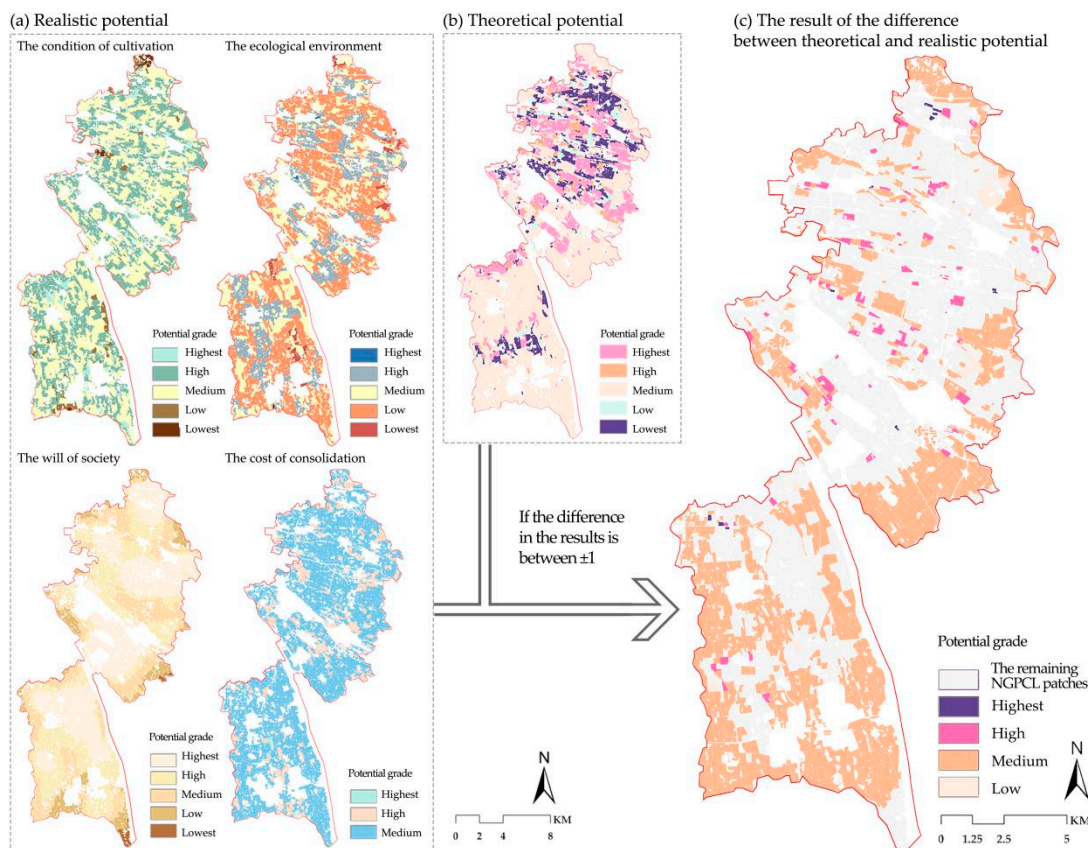 (a) Realistic potential
(b) Theoretical potential
(c) The result of the difference
between theoretical and realistic potential
The condition of cultivation
The ecological environment
Potential grade
Highest
High
Medium
Low
Lowest
Potential grade
Highest
High
Medium
Low
Lowest
Potential grade
Highest
High
Medium
Low
Lowest
The will of society
The cost of consolidation
If the difference
in the results is
between ±1
Potential grade
Highest
High
Medium
Low
Lowest
Potential grade
Highest
High
Medium
N
KM
0 2 4 8
Potential grade
The remaining
NGPCL patches
Highest
High
Medium
Low
N
KM
0 1.25 2.5 5